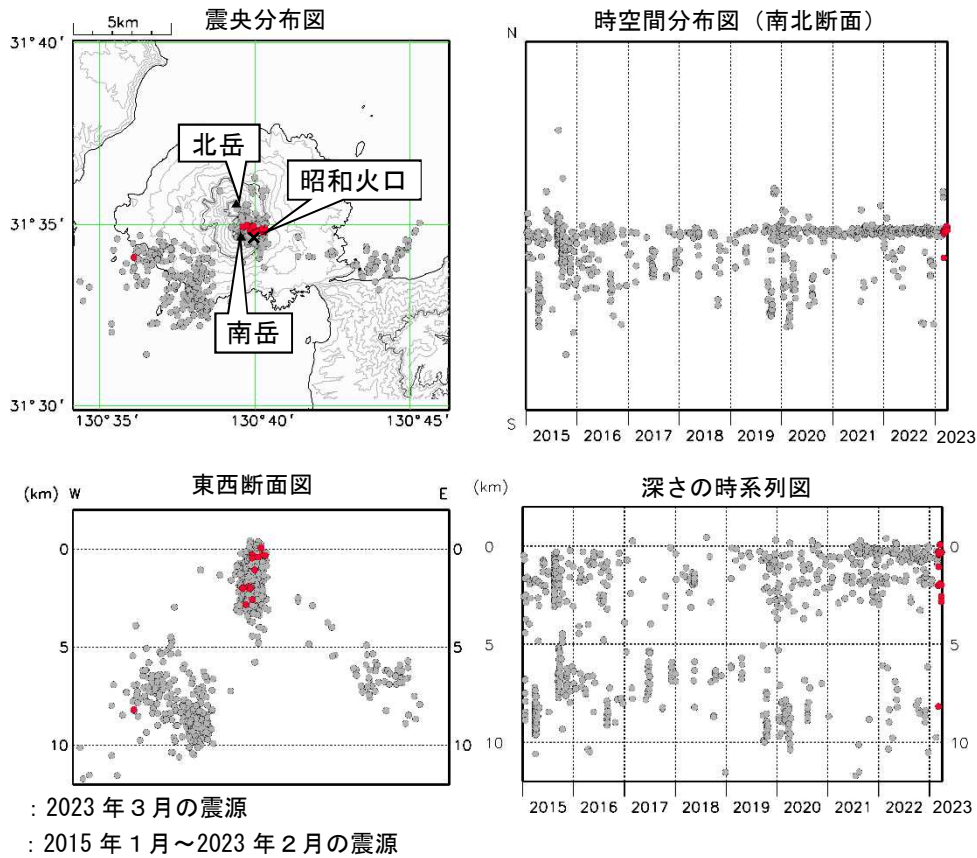 震央分布図
5km
31°40′
北岳
昭和火口
31°35′
南岳
31°30′
130°35′
130°40′
130°45′
時空間分布図（南北断面）
N
S
2015 2016 2017 2018 2019 2020 2021 2022 2023
東西断面図
(km) W
E
0
0
5
5
10
10
深さの時系列図
(km)
0
0
5
5
10
10
2015 2016 2017 2018 2019 2020 2021 2022 2023
：2023 年３月の震源
：2015 年１月～2023 年２月の震源